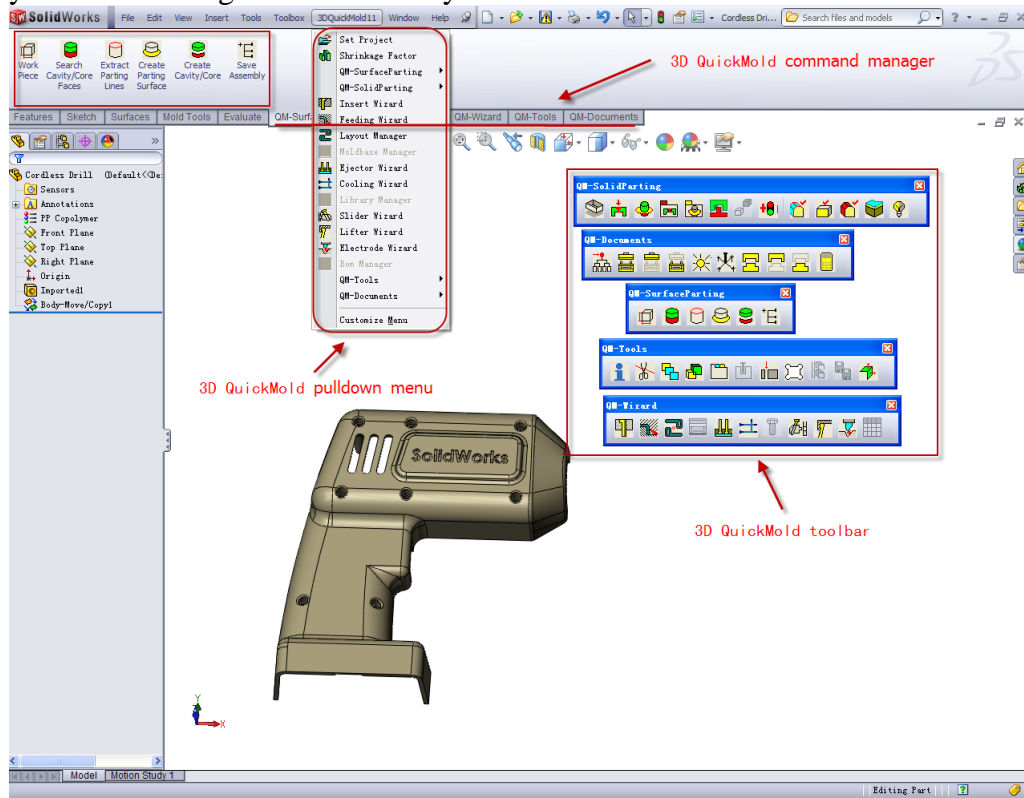 SolidWorks File Edit View Insert Tools Toolbox 3DQuickMold11 Window Help Cordless Dri... Search files and models
Work Piece
Search Cavity/Core Faces
Extract Parting Lines
Create Parting Surface
Create Cavity/Core
Save Assembly
Set Project
Shrinkage Factor
QM-SurfaceParting
QM-SolidParting
Insert Wizard
Feeding Wizard
Layout Manager
Moldbase Manager
Ejector Wizard
Cooling Wizard
Library Manager
Slider Wizard
Lifter Wizard
Electrode Wizard
Bom Manager
QM-Tools
QM-Documents
Customize Menu
3D QuickMold command manager
Features Sketch Surfaces Mold Tools Evaluate QM-Surf QM-Wizard QM-Tools QM-Documents
Cordless Drill (Default<<De
Sensors
Annotations
PP Copolymer
Front Plane
Top Plane
Right Plane
Origin
Imported1
Body-Move/Copy1
QM-SolidParting
QM-Documents
QM-SurfaceParting
QM-Tools
QM-Wizard
3D QuickMold pulldown menu
SolidWorks
3D QuickMold toolbar
Y
X
Model Motion Study 1
Editing Part